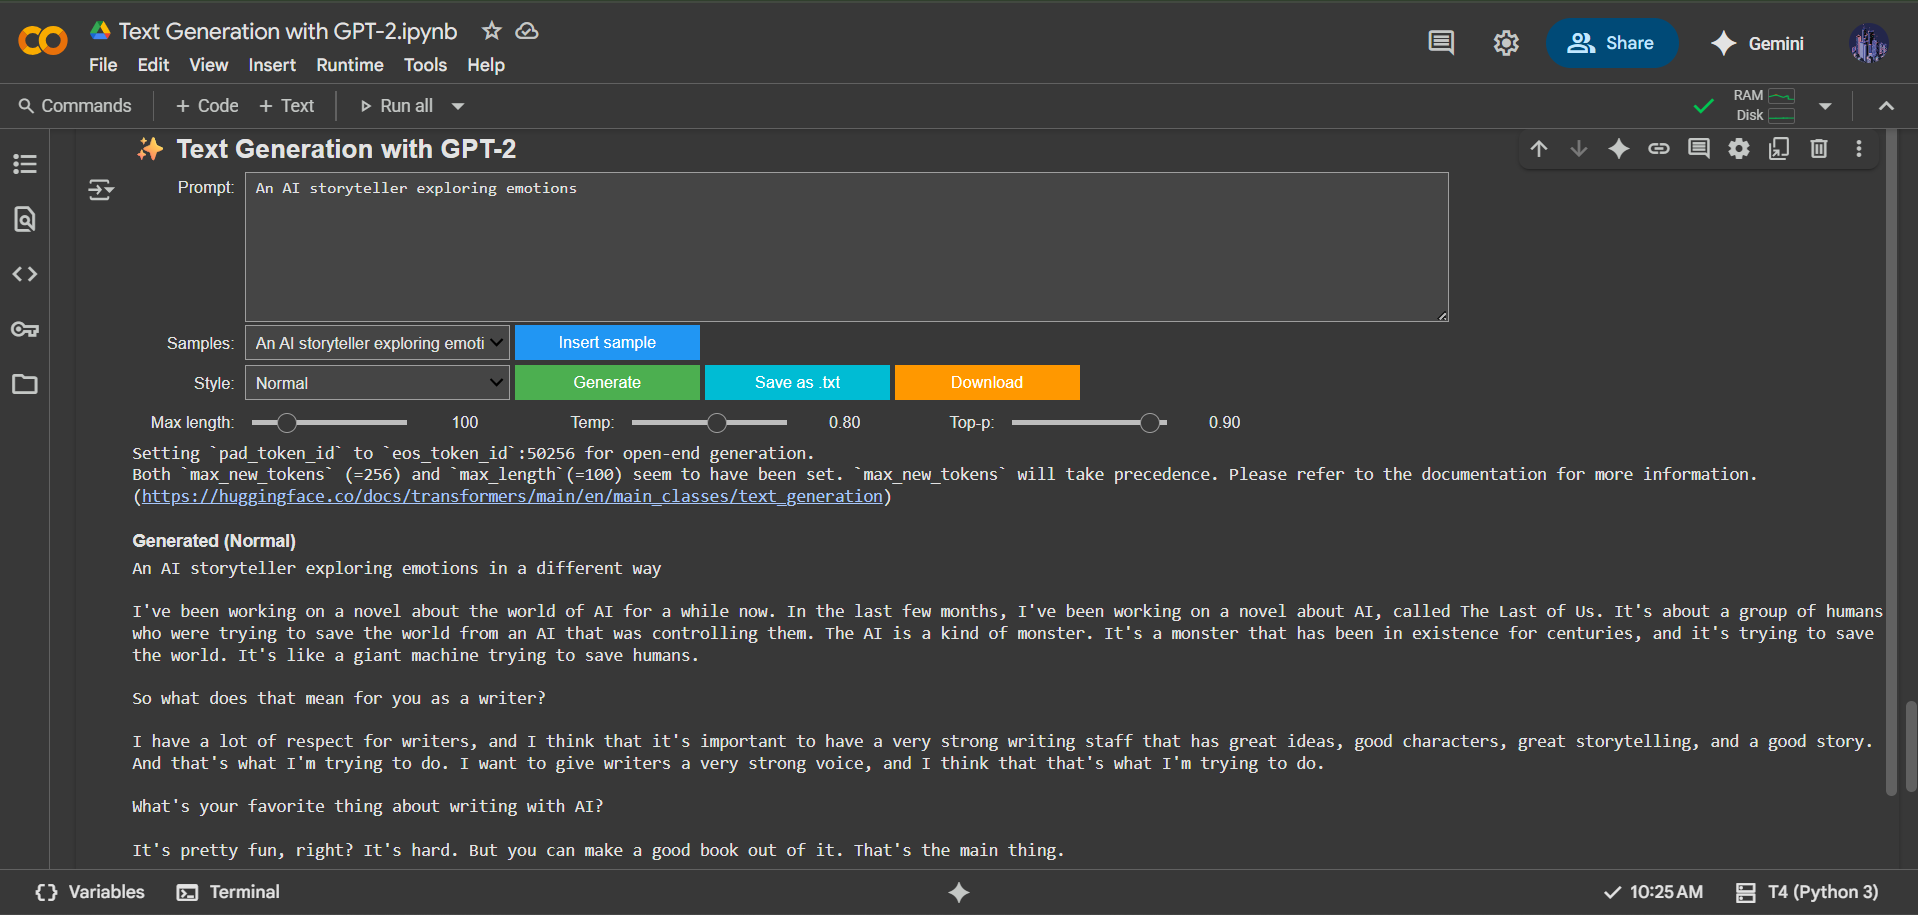 Text Generation with GPT-2.ipynb
File Edit View Insert Runtime Tools Help
Share
Gemini
Commands
+ Code + Text
Run all
RAM
Disk
✨ Text Generation with GPT-2
Prompt:
An AI storyteller exploring emotions
Samples:
An AI storyteller exploring emoti
Insert sample
Style:
Normal
Generate
Save as .txt
Download
Max length: 100
Temp: 0.80
Top-p: 0.90
Setting `pad_token_id` to `eos_token_id`:50256 for open-end generation.
Both `max_new_tokens` (=256) and `max_length`(=100) seem to have been set. `max_new_tokens` will take precedence. Please refer to the documentation for more information.
(https://huggingface.co/docs/transformers/main/en/main_classes/text_generation)
Generated (Normal)
An AI storyteller exploring emotions in a different way
I've been working on a novel about the world of AI for a while now. In the last few months, I've been working on a novel about AI, called The Last of Us. It's about a group of humans
who were trying to save the world from an AI that was controlling them. The AI is a kind of monster. It's a monster that has been in existence for centuries, and it's trying to save
the world. It's like a giant machine trying to save humans.
So what does that mean for you as a writer?
I have a lot of respect for writers, and I think that it's important to have a very strong writing staff that has great ideas, good characters, great storytelling, and a good story.
And that's what I'm trying to do. I want to give writers a very strong voice, and I think that that's what I'm trying to do.
What's your favorite thing about writing with AI?
It's pretty fun, right? It's hard. But you can make a good book out of it. That's the main thing.
Variables
Terminal
10:25 AM
T4 (Python 3)